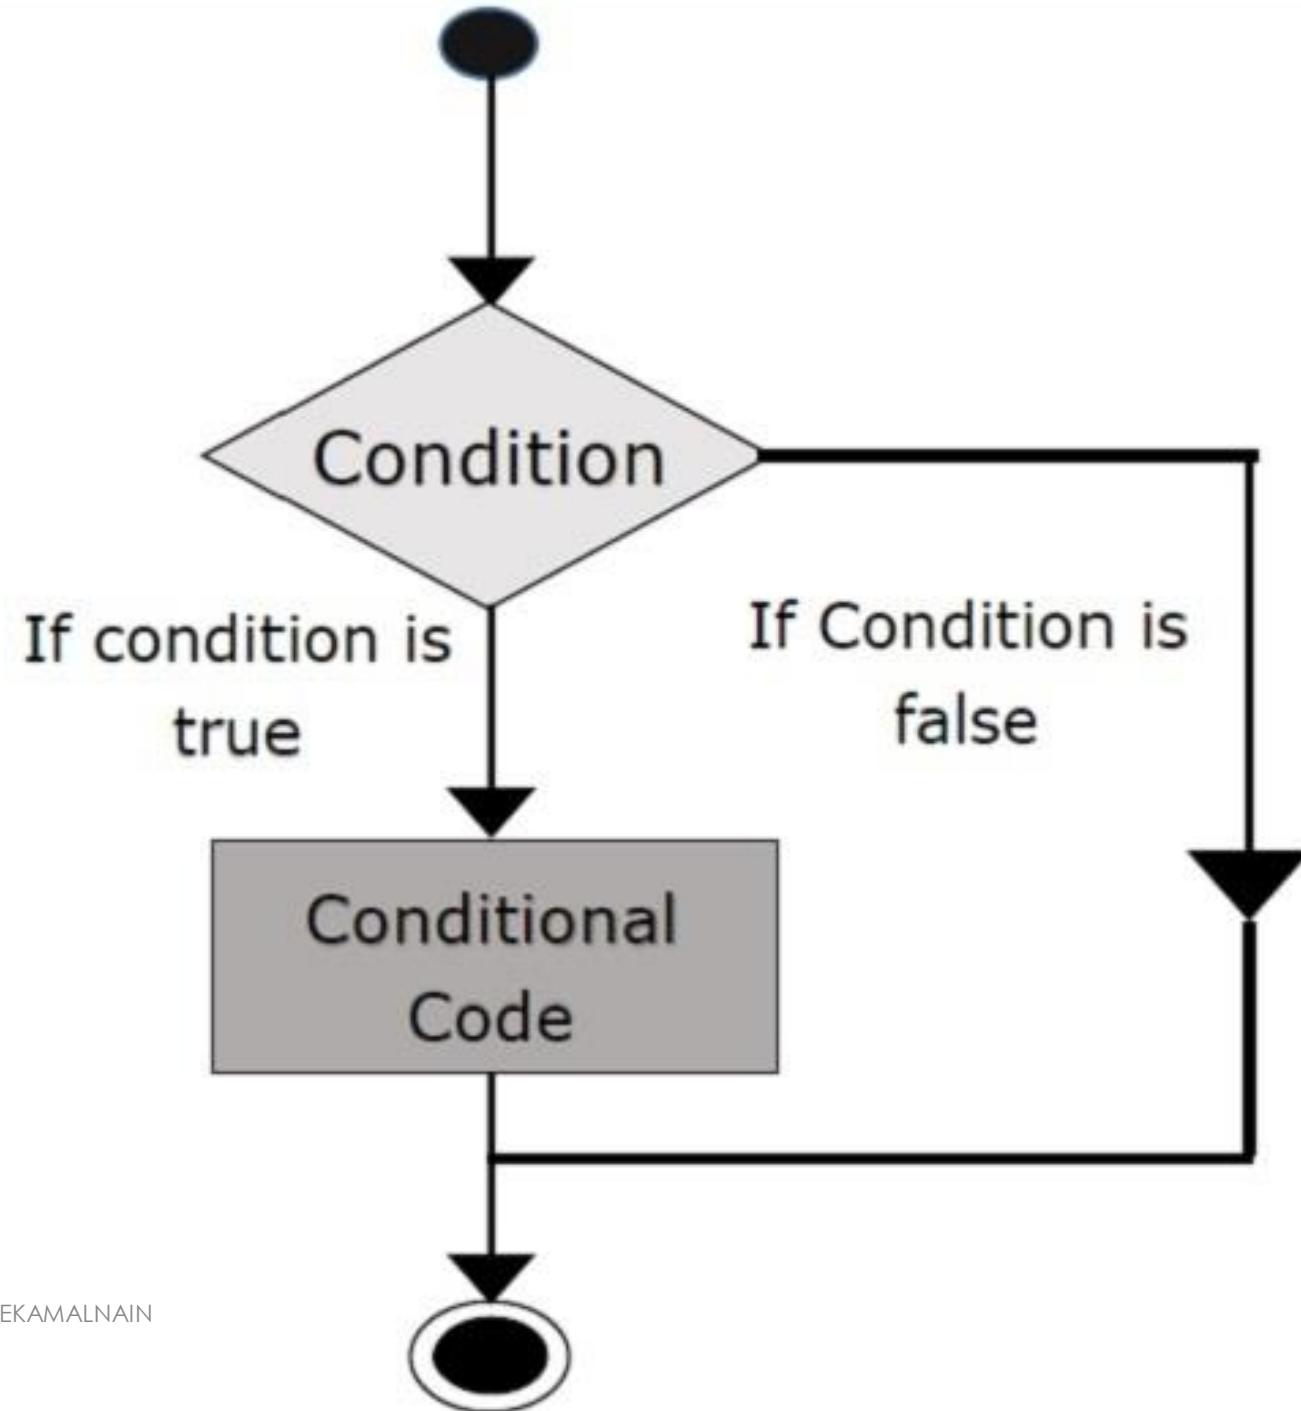 Condition
If condition is
true
If Condition is
false
Conditional
Code
EKAMALNAIN